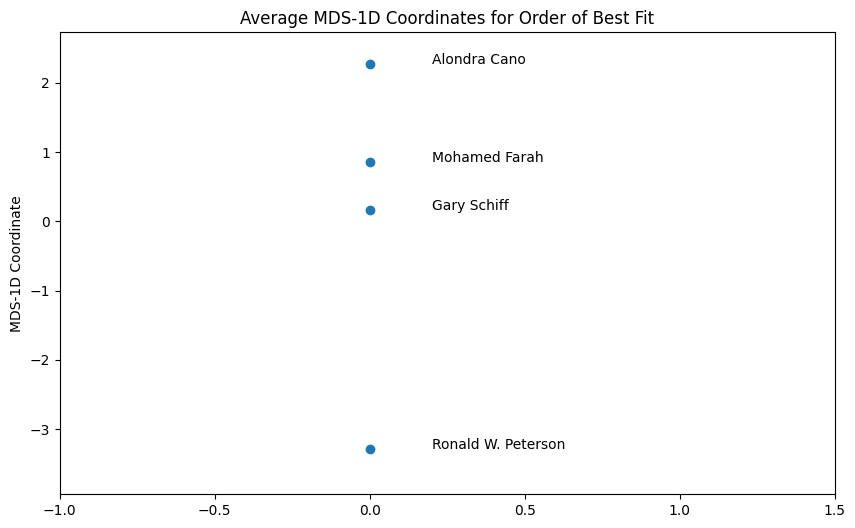 Average MDS-1D Coordinates for Order of Best Fit
Alondra Cano
2
Mohamed Farah
1
Gary Schiff
0
MDS-1D Coordinate
−1
−2
−3
Ronald W. Peterson
−1.0 −0.5 0.0 0.5 1.0 1.5